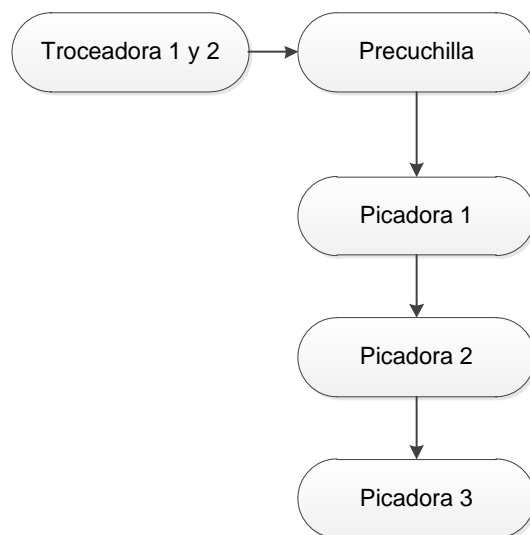 Troceadora 1 y 2
Precuchilla
Picadora 1
Picadora 2
Picadora 3